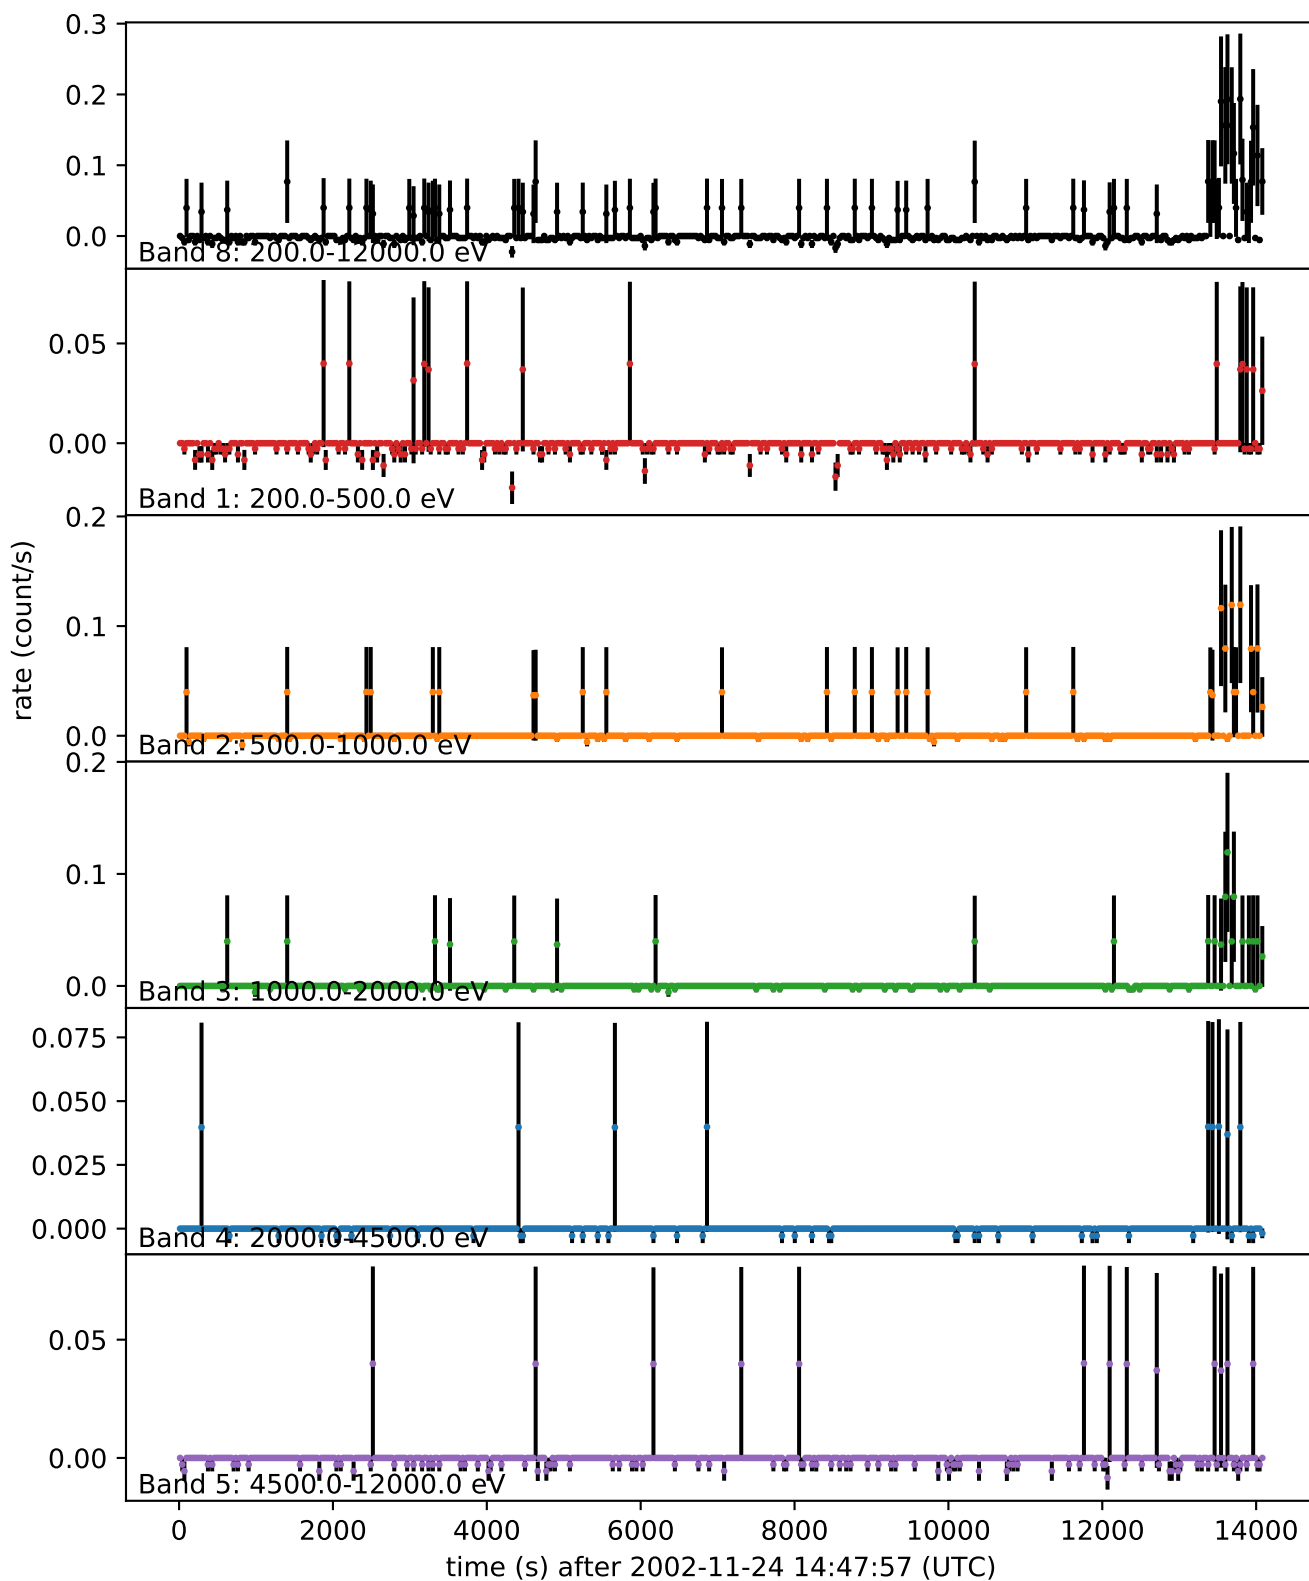 0.3
0.2
0.1
0.0
Band 8: 200.0-12000.0 eV
0.05
0.00
Band 1: 200.0-500.0 eV
0.2
0.1
0.0
Band 2: 500.0-1000.0 eV
rate (count/s)
0.2
0.1
0.0
Band 3: 1000.0-2000.0 eV
0.075
0.050
0.025
0.000
Band 4: 2000.0-4500.0 eV
0.05
0.00
Band 5: 4500.0-12000.0 eV
0 2000 4000 6000 8000 10000 12000 14000
time (s) after 2002-11-24 14:47:57 (UTC)